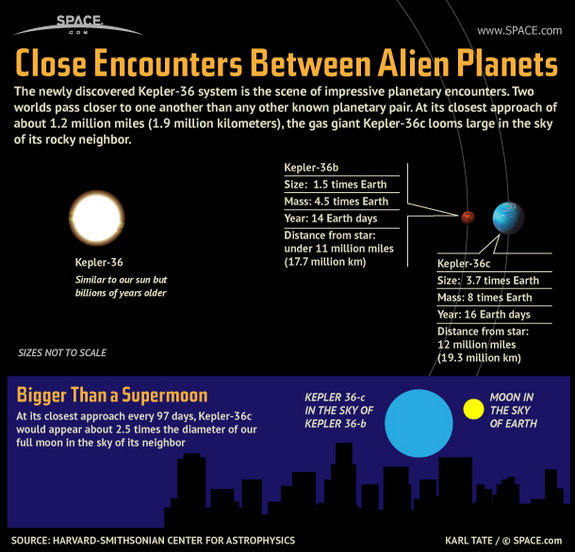 SPACE.
.COM
www.SPACE.com
Close Encounters Between Alien Planets
The newly discovered Kepler-36 system is the scene of impressive planetary encounters. Two
worlds pass closer to one another than any other known planetary pair. At its closest approach of
about 1.2 million miles (1.9 million kilometers), the gas giant Kepler-36c looms large in the sky
of its rocky neighbor.
Kepler-36b
Size: 1.5 times Earth
Mass: 4.5 times Earth
Year: 14 Earth days
Distance from star:
under 11 million miles
(17.7 million km)
Kepler-36
Similar to our sun but
billions of years older
Kepler-36c
Size: 3.7 times Earth
Mass: 8 times Earth
Year: 16 Earth days
Distance from star:
12 million miles
(19.3 million km)
SIZES NOT TO SCALE
Bigger Than a Supermoon
At its closest approach every 97 days, Kepler-36c
would appear about 2.5 times the diameter of our
full moon in the sky of its neighbor
KEPLER 36-c
IN THE SKY OF
KEPLER 36-b
MOON IN
THE SKY
OF EARTH
SOURCE: HARVARD-SMITHSONIAN CENTER FOR ASTROPHYSICS
KARL TATE / © SPACE.com